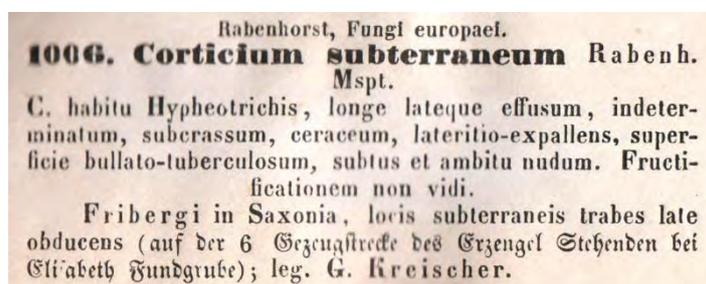 Rabenhorst, Fungi europaei.
1006. Corticium subterraneum Rabenh.
Mspt.
C. habitu Hypheotrichis, longe lateque effusum, indeter-
minatum, subcrassum, ceraceum, lateritio-expallens, super-
ficie bullato-tuberculosum, subtus et ambitu nudum. Fructi-
ficationem non vidi.
Fribergi in Saxonia, locis subterraneis trabes late
obducens (auf der 6 Gezeugstrecke des Erzengel Stehenden bei
Elisabeth Fundgrube); leg. G. Kreischer.